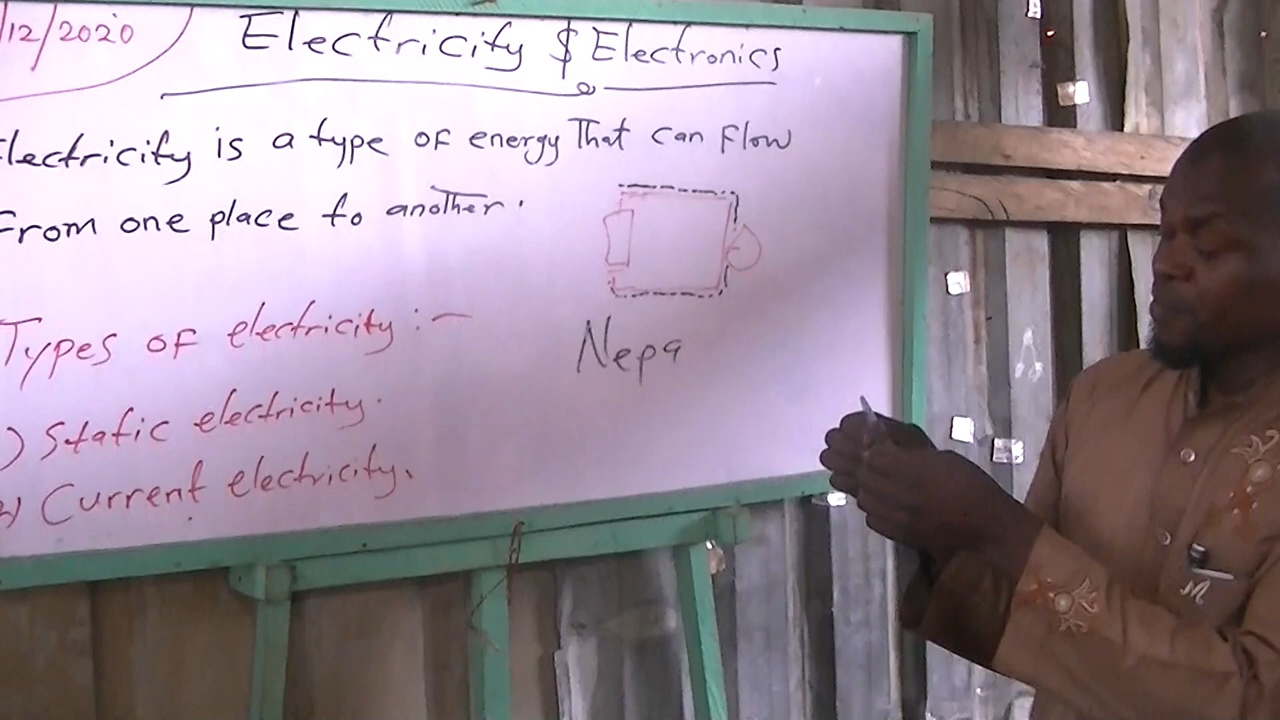 /12/2020
Electricity $ Electronics
Electricity is a type of energy That can Flow
From one place to another.
Nepa
Types of electricity :-
) Static electricity.
2) Current electricity.